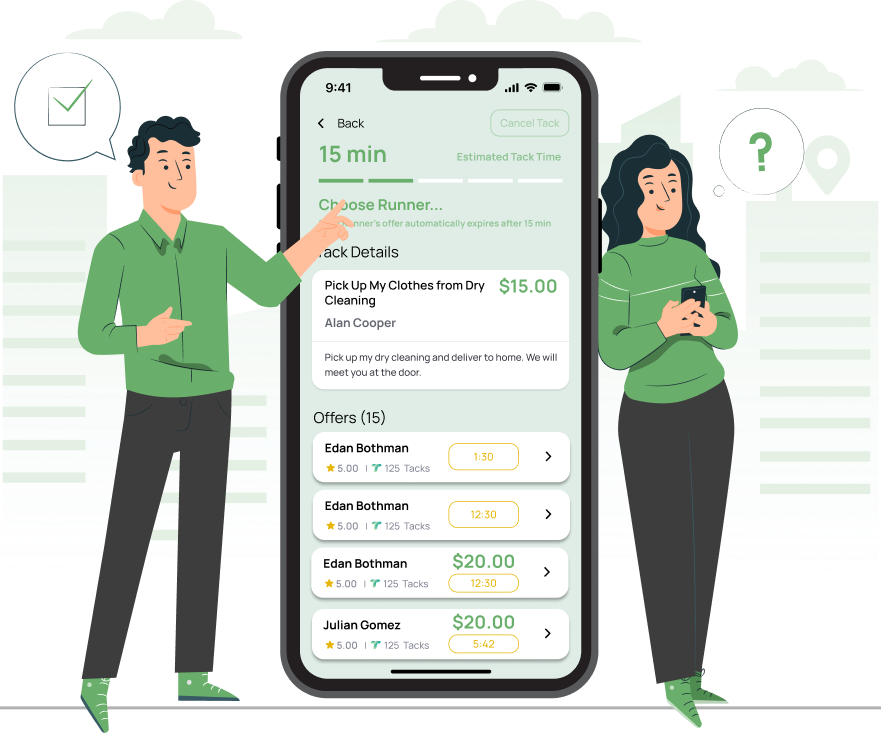 9:41
Back
Cancel Tack
15 min
Estimated Tack Time
Choose Runner...
Runner's offer automatically expires after 15 min
Tack Details
Pick Up My Clothes from Dry
Cleaning
$15.00
Alan Cooper
Pick up my dry cleaning and deliver to home. We will
meet you at the door.
Offers (15)
Edan Bothman
5.00 | 125 Tacks
1:30
Edan Bothman
5.00 | 125 Tacks
12:30
Edan Bothman
5.00 | 125 Tacks
$20.00
12:30
Julian Gomez
5.00 | 125 Tacks
$20.00
5:42
?